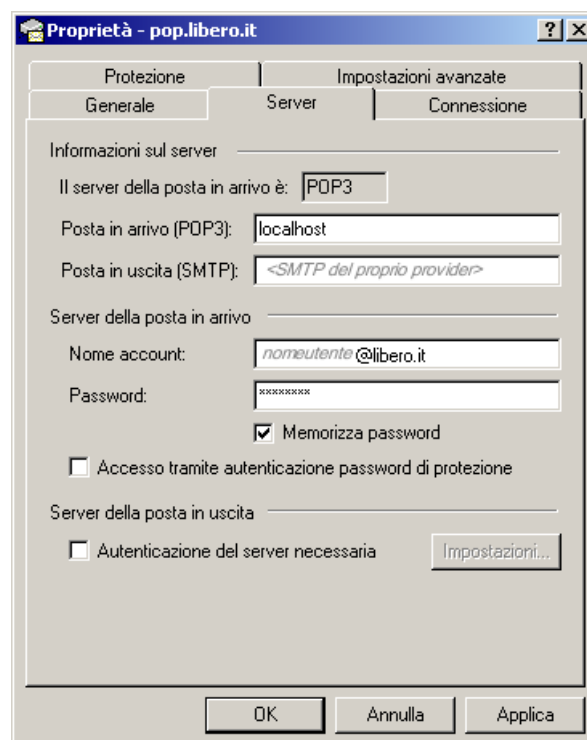 Proprietà - pop.libero.it
Protezione Impostazioni avanzate
Generale Server Connessione
Informazioni sul server
Il server della posta in arrivo è: POP3
Posta in arrivo (POP3): localhost
Posta in uscita (SMTP): <SMTP del proprio provider>
Server della posta in arrivo
Nome account: nomeutente@libero.it
Password: ********
Memorizza password
Accesso tramite autenticazione password di protezione
Server della posta in uscita
Autenticazione del server necessaria Impostazioni...
OK Annulla Applica